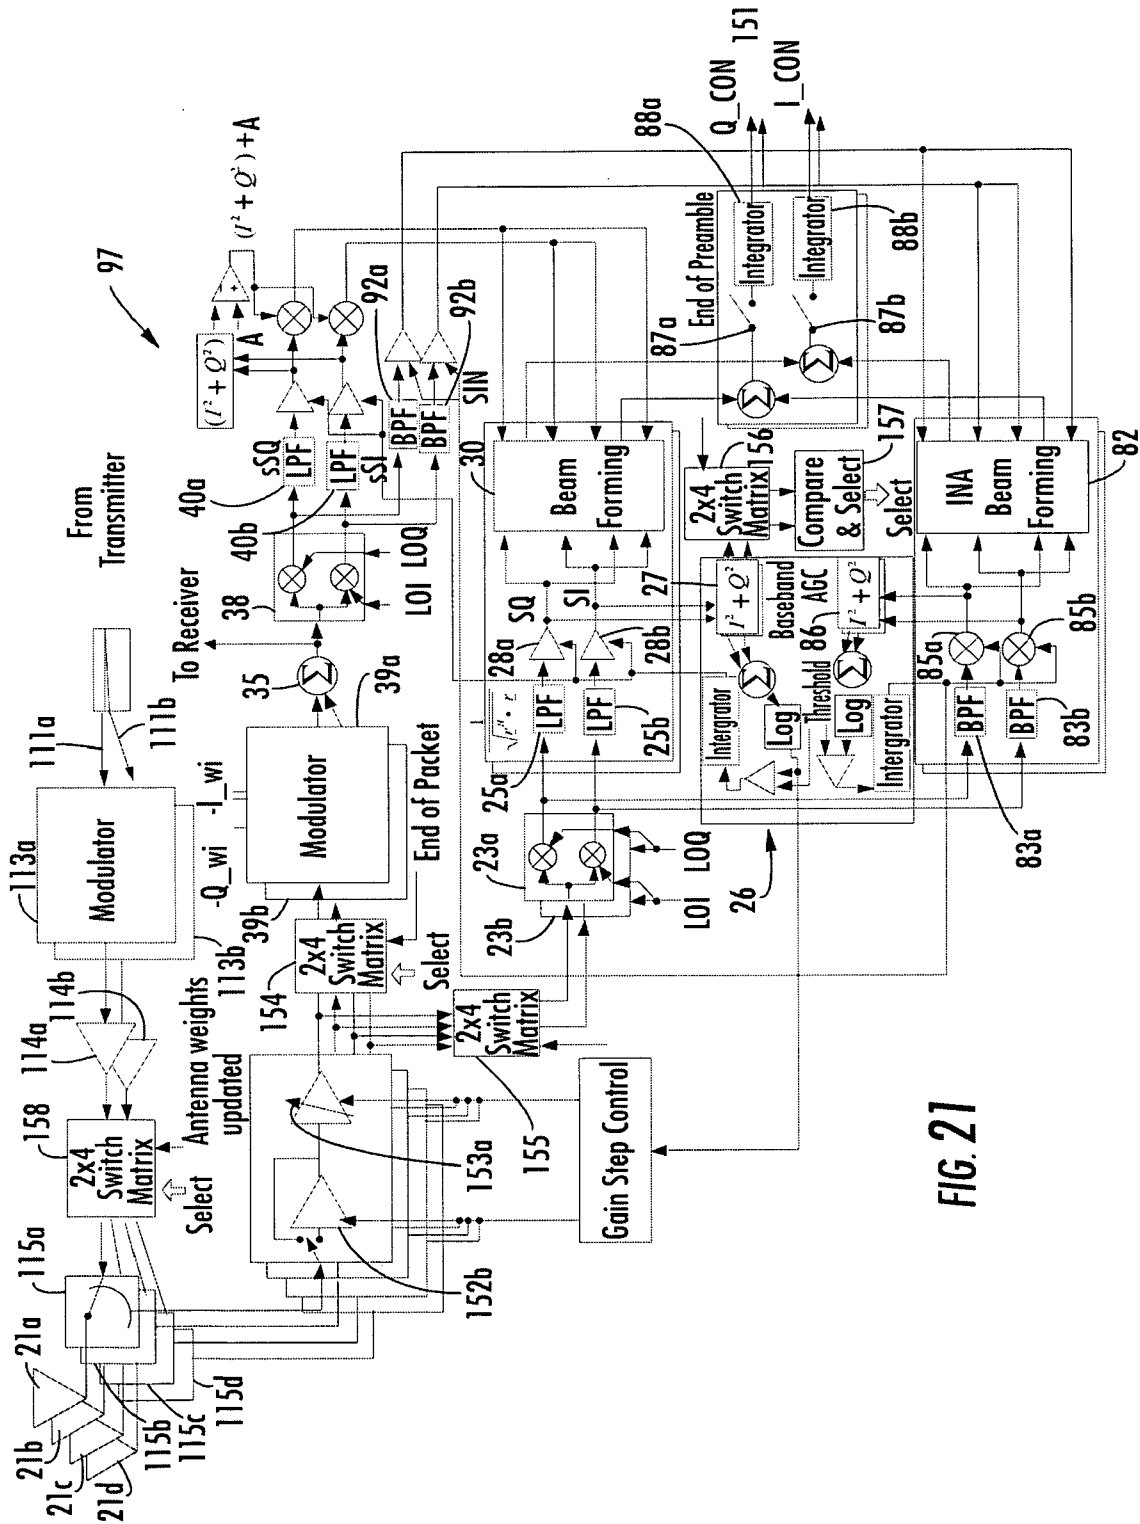 97
From
Transmitter
(I² + Q²)
A
(I² + Q²) + A
To Receiver
38
40a
sSQ
LPF
40b
LPF
sSI
92a
BPF
92b
BPF
SIN
LOI
LOQ
35
111a
111b
113a
Modulator
113b
-Q_wi
-I_wi
39a
Modulator
39b
End of Packet
114a
114b
158
2x4
Switch
Matrix
Select
Antenna weights
updated
154
2x4
Switch
Matrix
Select
155
2x4
Switch
Matrix
115a
115b
115c
115d
21a
21b
21c
21d
152b
153a
Gain Step Control
23a
23b
LOI
LOQ
25a
LPF
25b
LPF
28a
28b
SQ
SI
30
Beam
Forming
26
27
I² + Q²
Baseband
AGC
86
I² + Q²
Intergrator
Log
Threshold
Log
Intergrator
2x4
Switch
Matrix
156
Compare
& Select
157
Select
83a
BPF
83b
BPF
85a
85b
82
INA
Beam
Forming
End of Preamble
87a
87b
Integrator
88a
Integrator
88b
Q_CON
151
I_CON
FIG. 21